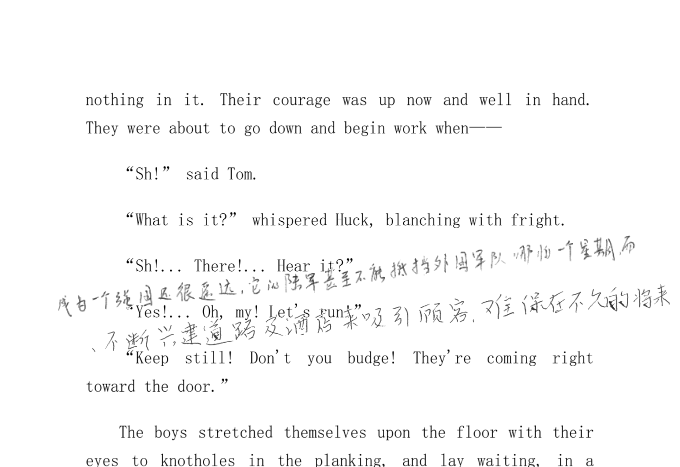 nothing in it. Their courage was up now and well in hand.
They were about to go down and begin work when——
“Sh!” said Tom.
“What is it?” whispered Huck, blanching with fright.
“Sh!... There!... Hear it?”
成为一个强国还很遥远,它的陆军甚至不能抵挡外国军队哪怕一个星期,而
“Yes!... Oh, my! Let's run!”
、不断兴建道路及酒店来吸引顾客,难保在不久的将来
“Keep still! Don't you budge! They're coming right
toward the door.”
The boys stretched themselves upon the floor with their
eyes to knotholes in the planking, and lay waiting, in a